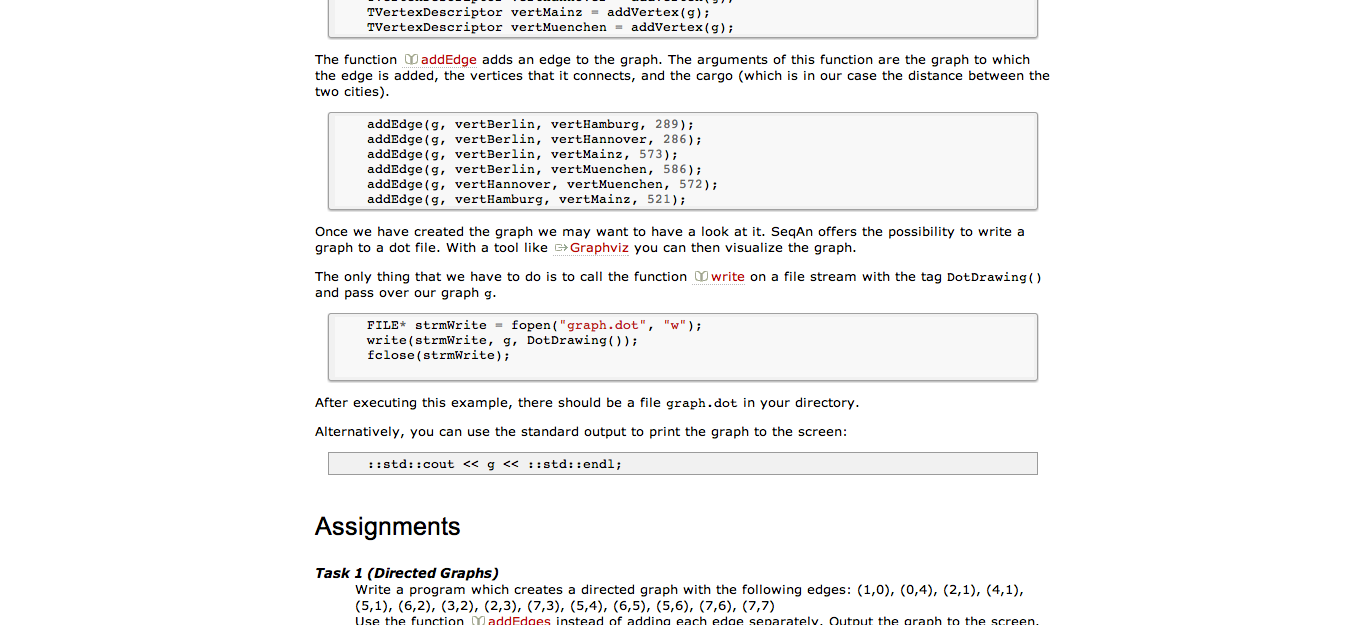 TVertexDescriptor vertMainz = addVertex(g);
TVertexDescriptor vertMuenchen = addVertex(g);
The function addEdge adds an edge to the graph. The arguments of this function are the graph to which
the edge is added, the vertices that it connects, and the cargo (which is in our case the distance between the
two cities).
addEdge(g, vertBerlin, vertHamburg, 289);
addEdge(g, vertBerlin, vertHannover, 286);
addEdge(g, vertBerlin, vertMainz, 573);
addEdge(g, vertBerlin, vertMuenchen, 586);
addEdge(g, vertHannover, vertMuenchen, 572);
addEdge(g, vertHamburg, vertMainz, 521);
Once we have created the graph we may want to have a look at it. SeqAn offers the possibility to write a
graph to a dot file. With a tool like Graphviz you can then visualize the graph.
The only thing that we have to do is to call the function write on a file stream with the tag DotDrawing()
and pass over our graph g.
FILE* strmWrite = fopen("graph.dot", "w");
write(strmWrite, g, DotDrawing());
fclose(strmWrite);
After executing this example, there should be a file graph.dot in your directory.
Alternatively, you can use the standard output to print the graph to the screen:
::std::cout << g << ::std::endl;
Assignments
Task 1 (Directed Graphs)
Write a program which creates a directed graph with the following edges: (1,0), (0,4), (2,1), (4,1),
(5,1), (6,2), (3,2), (2,3), (7,3), (5,4), (6,5), (5,6), (7,6), (7,7)
Use the function addEdges instead of adding each edge separately. Output the graph to the screen.